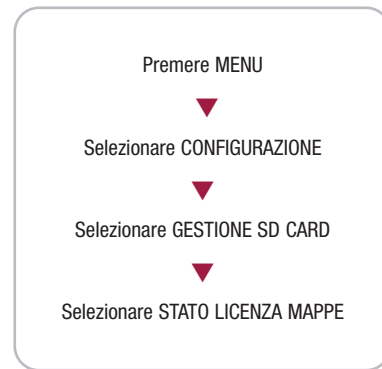 Premere MENU
Selezionare CONFIGURAZIONE
Selezionare GESTIONE SD CARD
Selezionare STATO LICENZA MAPPE